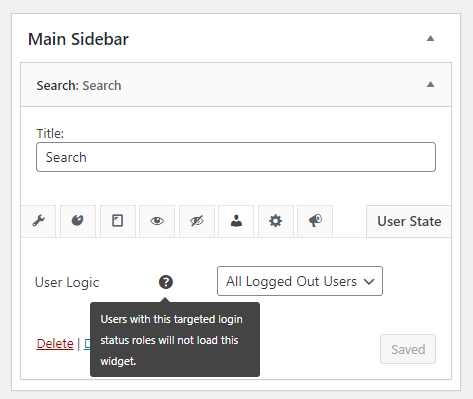 Main Sidebar
Search: Search
Title:
Search
User State
User Logic ? All Logged Out Users
Users with this targeted login
status roles will not load this
widget.
Delete | D
Saved